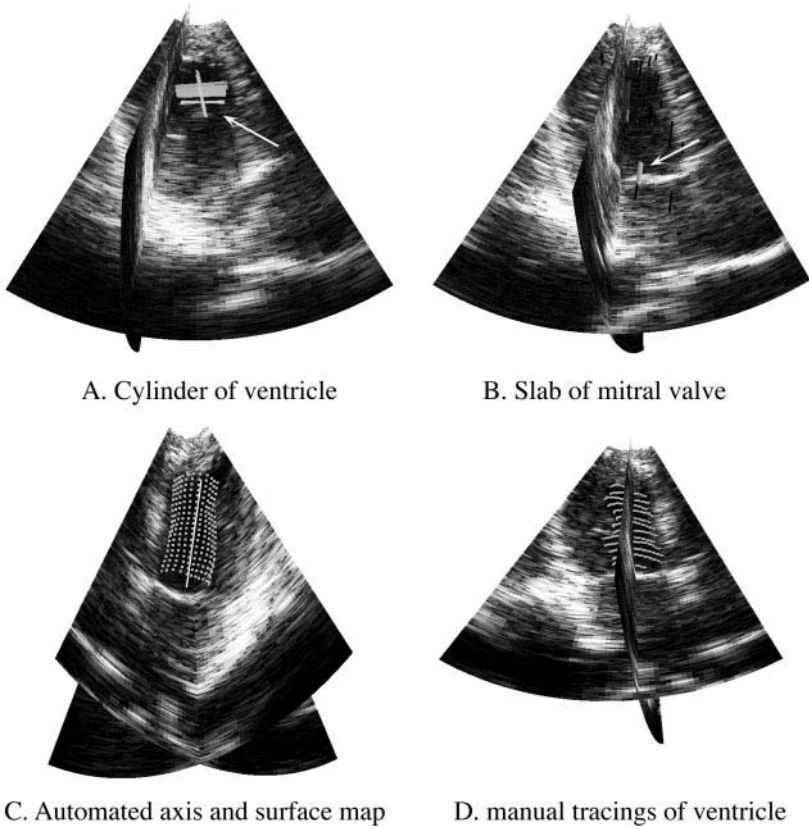 A. Cylinder of ventricle
B. Slab of mitral valve
C. Automated axis and surface map
D. manual tracings of ventricle